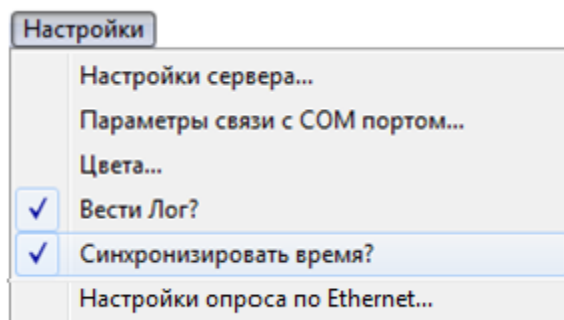 Настройки
Настройки сервера...
Параметры связи с COM портом...
Цвета...
Вести Лог?
Синхронизировать время?
Настройки опроса по Ethernet...